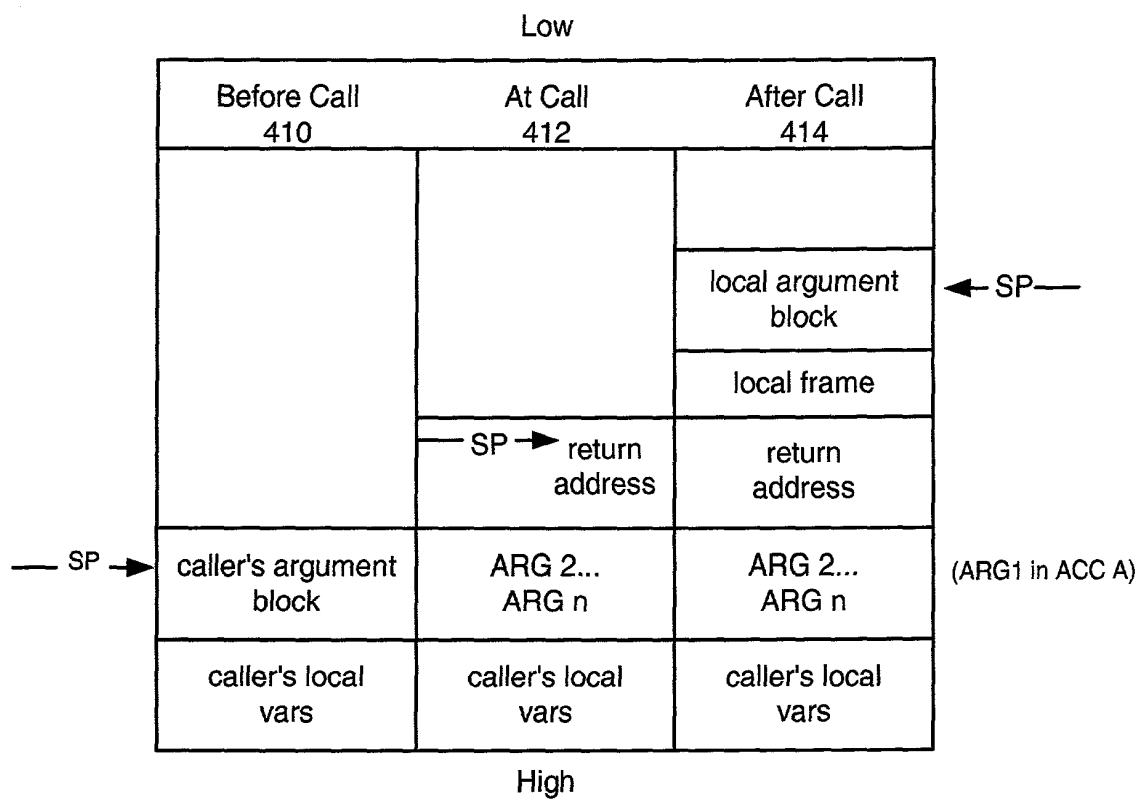 Low
Before Call
410
At Call
412
After Call
414
local argument
block
SP
local frame
SP
return
address
return
address
SP
caller's argument
block
ARG 2...
ARG n
ARG 2...
ARG n
(ARG1 in ACC A)
caller's local
vars
caller's local
vars
caller's local
vars
High